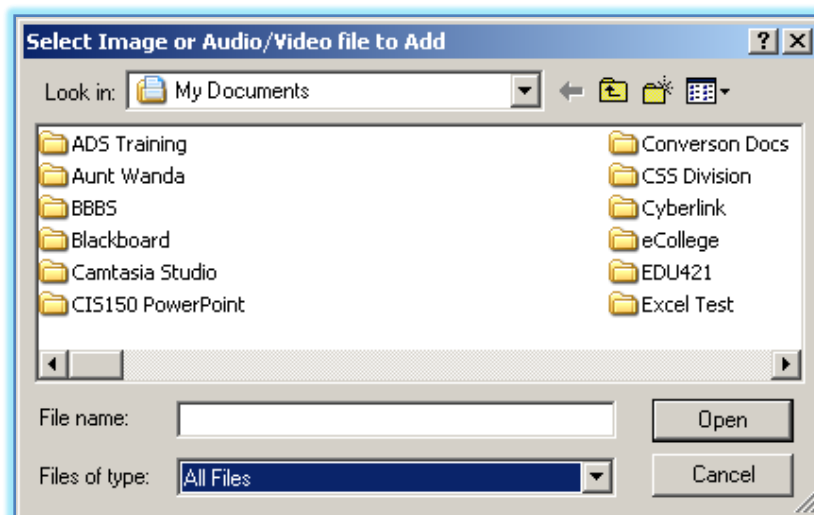 Select Image or Audio/Video file to Add
Look in: My Documents
ADS Training
Aunt Wanda
BBBS
Blackboard
Camtasia Studio
CIS150 PowerPoint
Converson Docs
CSS Division
Cyberlink
eCollege
EDU421
Excel Test
File name:
Open
Files of type: All Files
Cancel